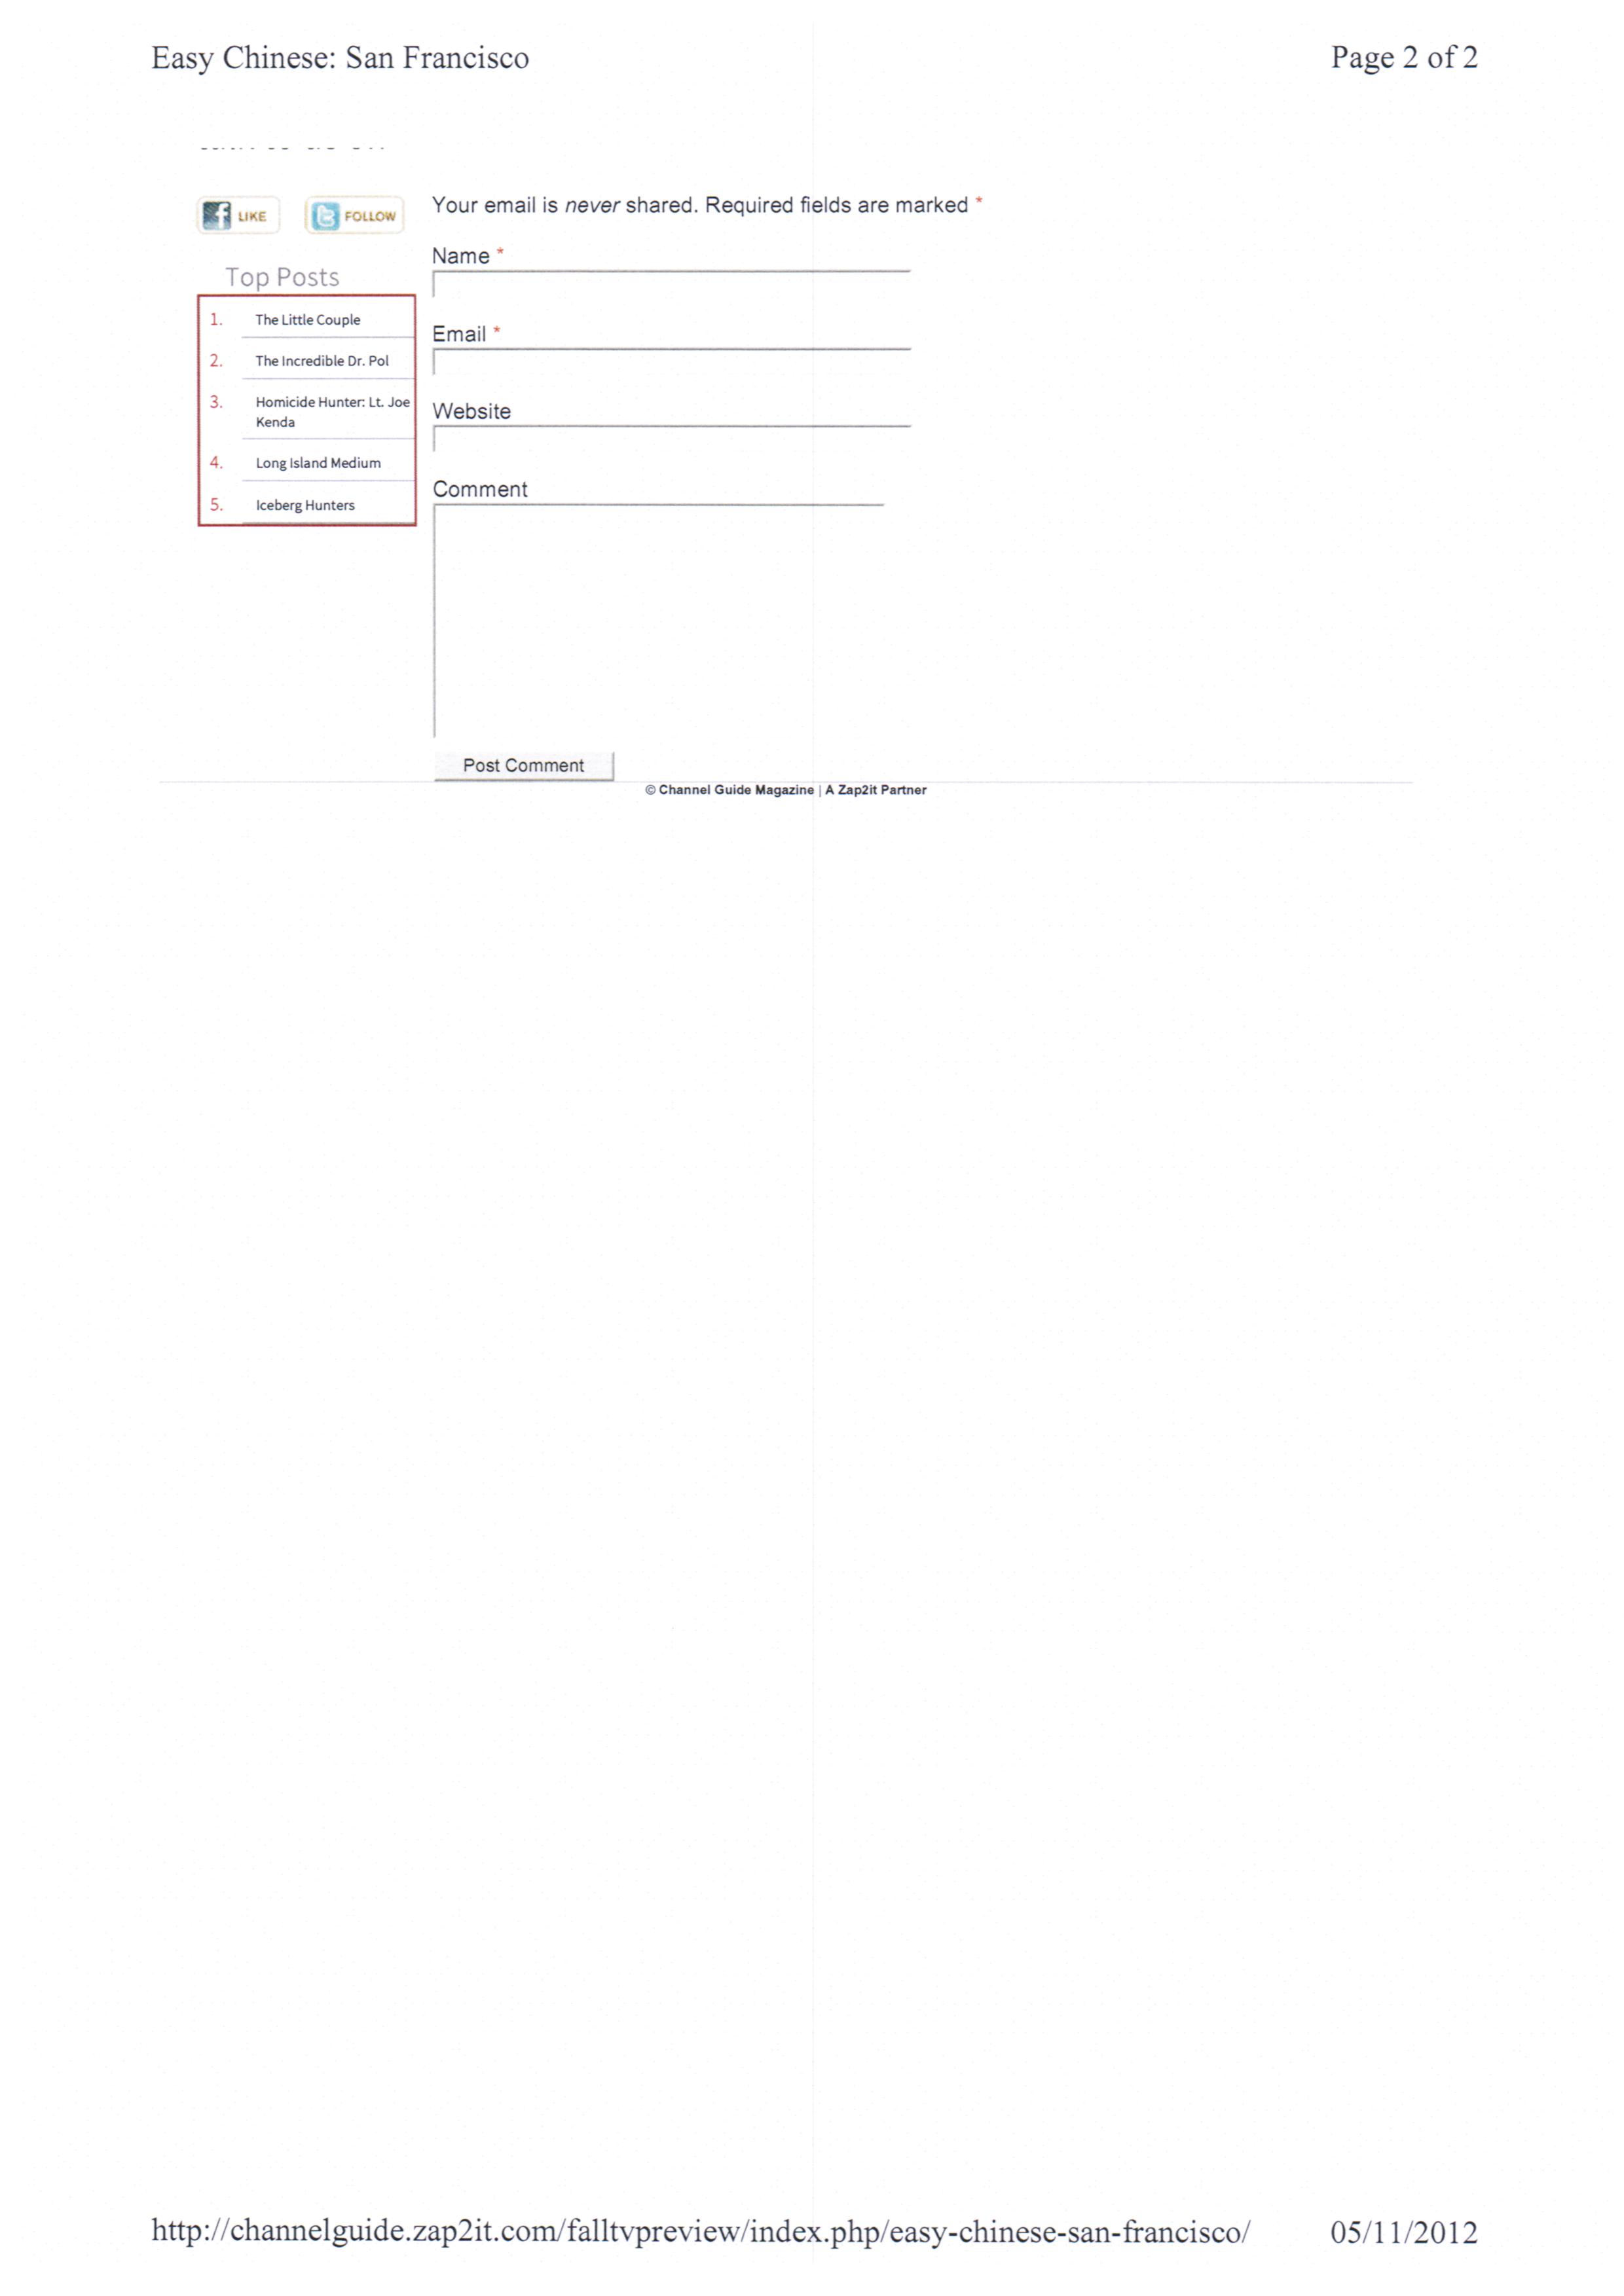 Easy Chinese: San Francisco
Page 2 of 2
LIKE
FOLLOW
Top Posts
1. The Little Couple
2. The Incredible Dr. Pol
3. Homicide Hunter: Lt. Joe
Kenda
4. Long Island Medium
5. Iceberg Hunters
Your email is never shared. Required fields are marked *
Name *
Email *
Website
Comment
Post Comment
© Channel Guide Magazine | A Zap2it Partner
http://channelguide.zap2it.com/falltvpreview/index.php/easy-chinese-san-francisco/
05/11/2012